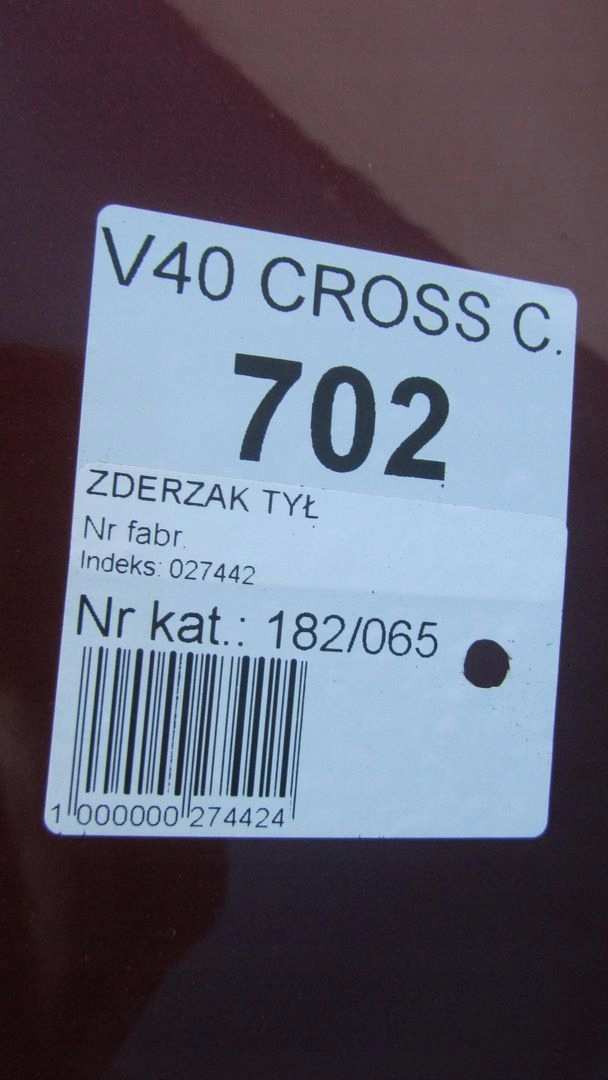 V40 CROSS C.
702
ZDERZAK TYŁ
Nr fabr.
Indeks: 027442
Nr kat.: 182/065
1 000000 274424